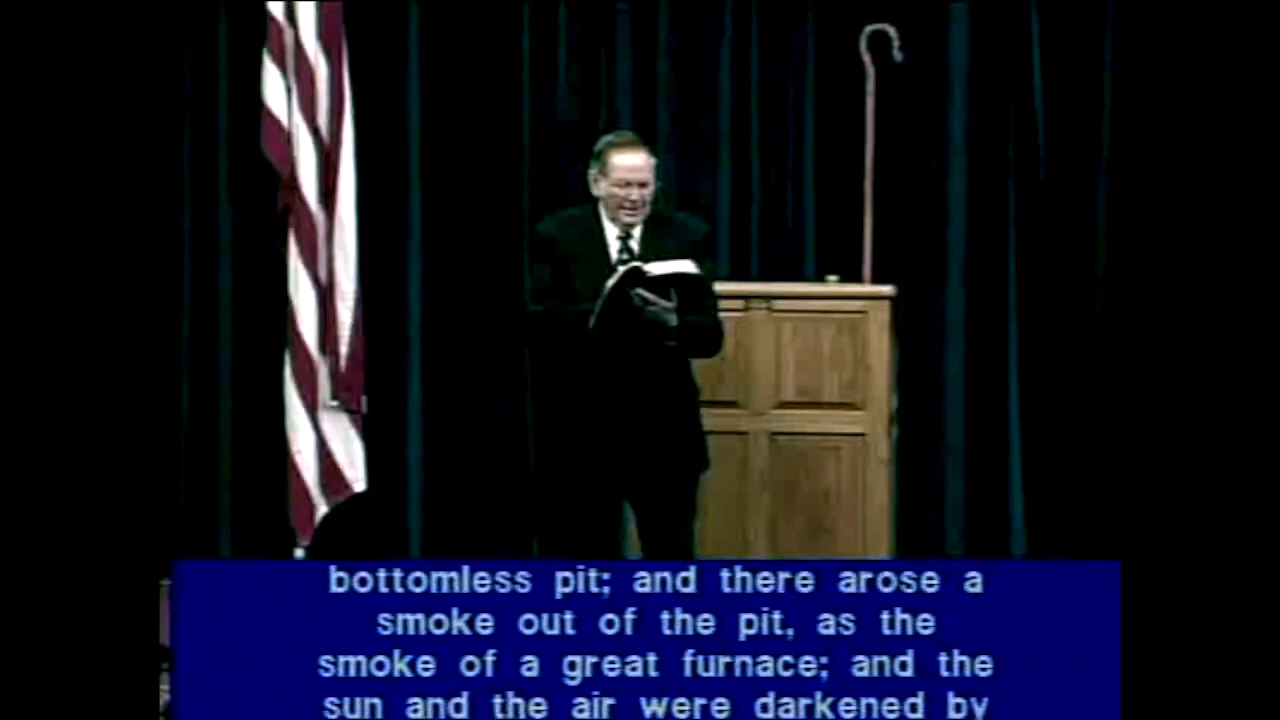 bottomless pit; and there arose a
smoke out of the pit, as the
smoke of a great furnace; and the
sun and the air were darkened by